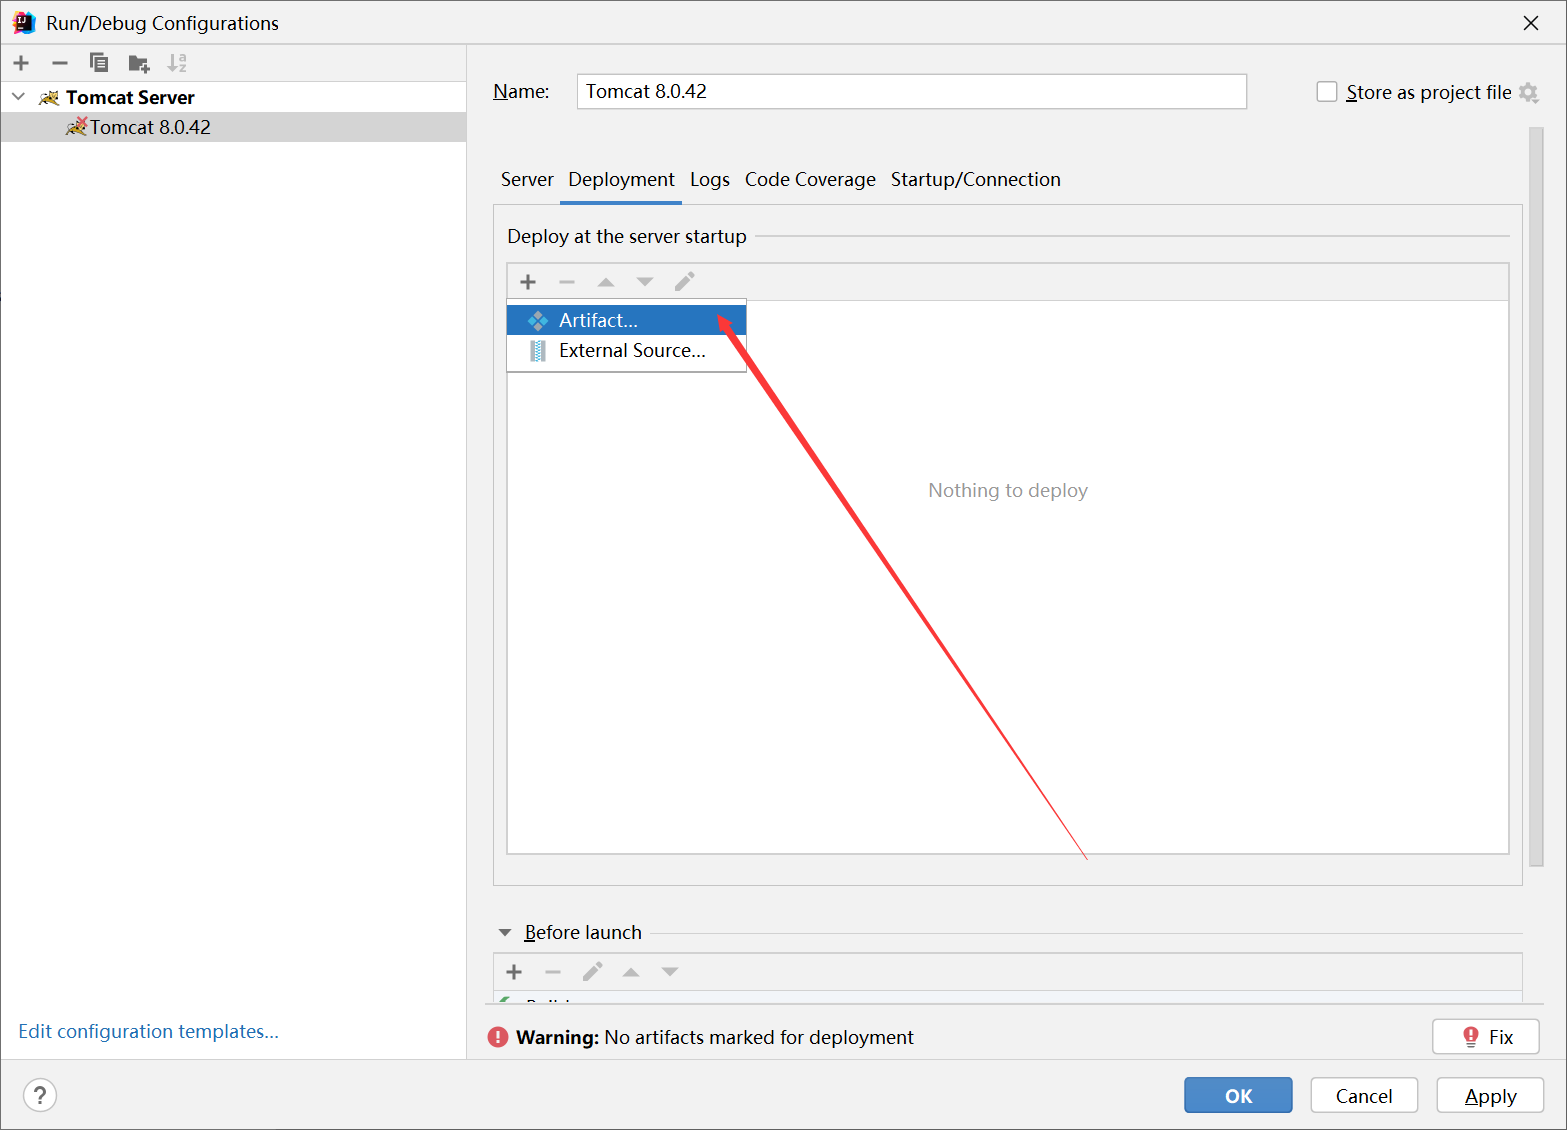 Run/Debug Configurations
Tomcat Server
Tomcat 8.0.42
Name: Tomcat 8.0.42
Store as project file
Server Deployment Logs Code Coverage Startup/Connection
Deploy at the server startup
Artifact...
External Source...
Nothing to deploy
Before launch
Edit configuration templates...
Warning: No artifacts marked for deployment
Fix
? OK Cancel Apply